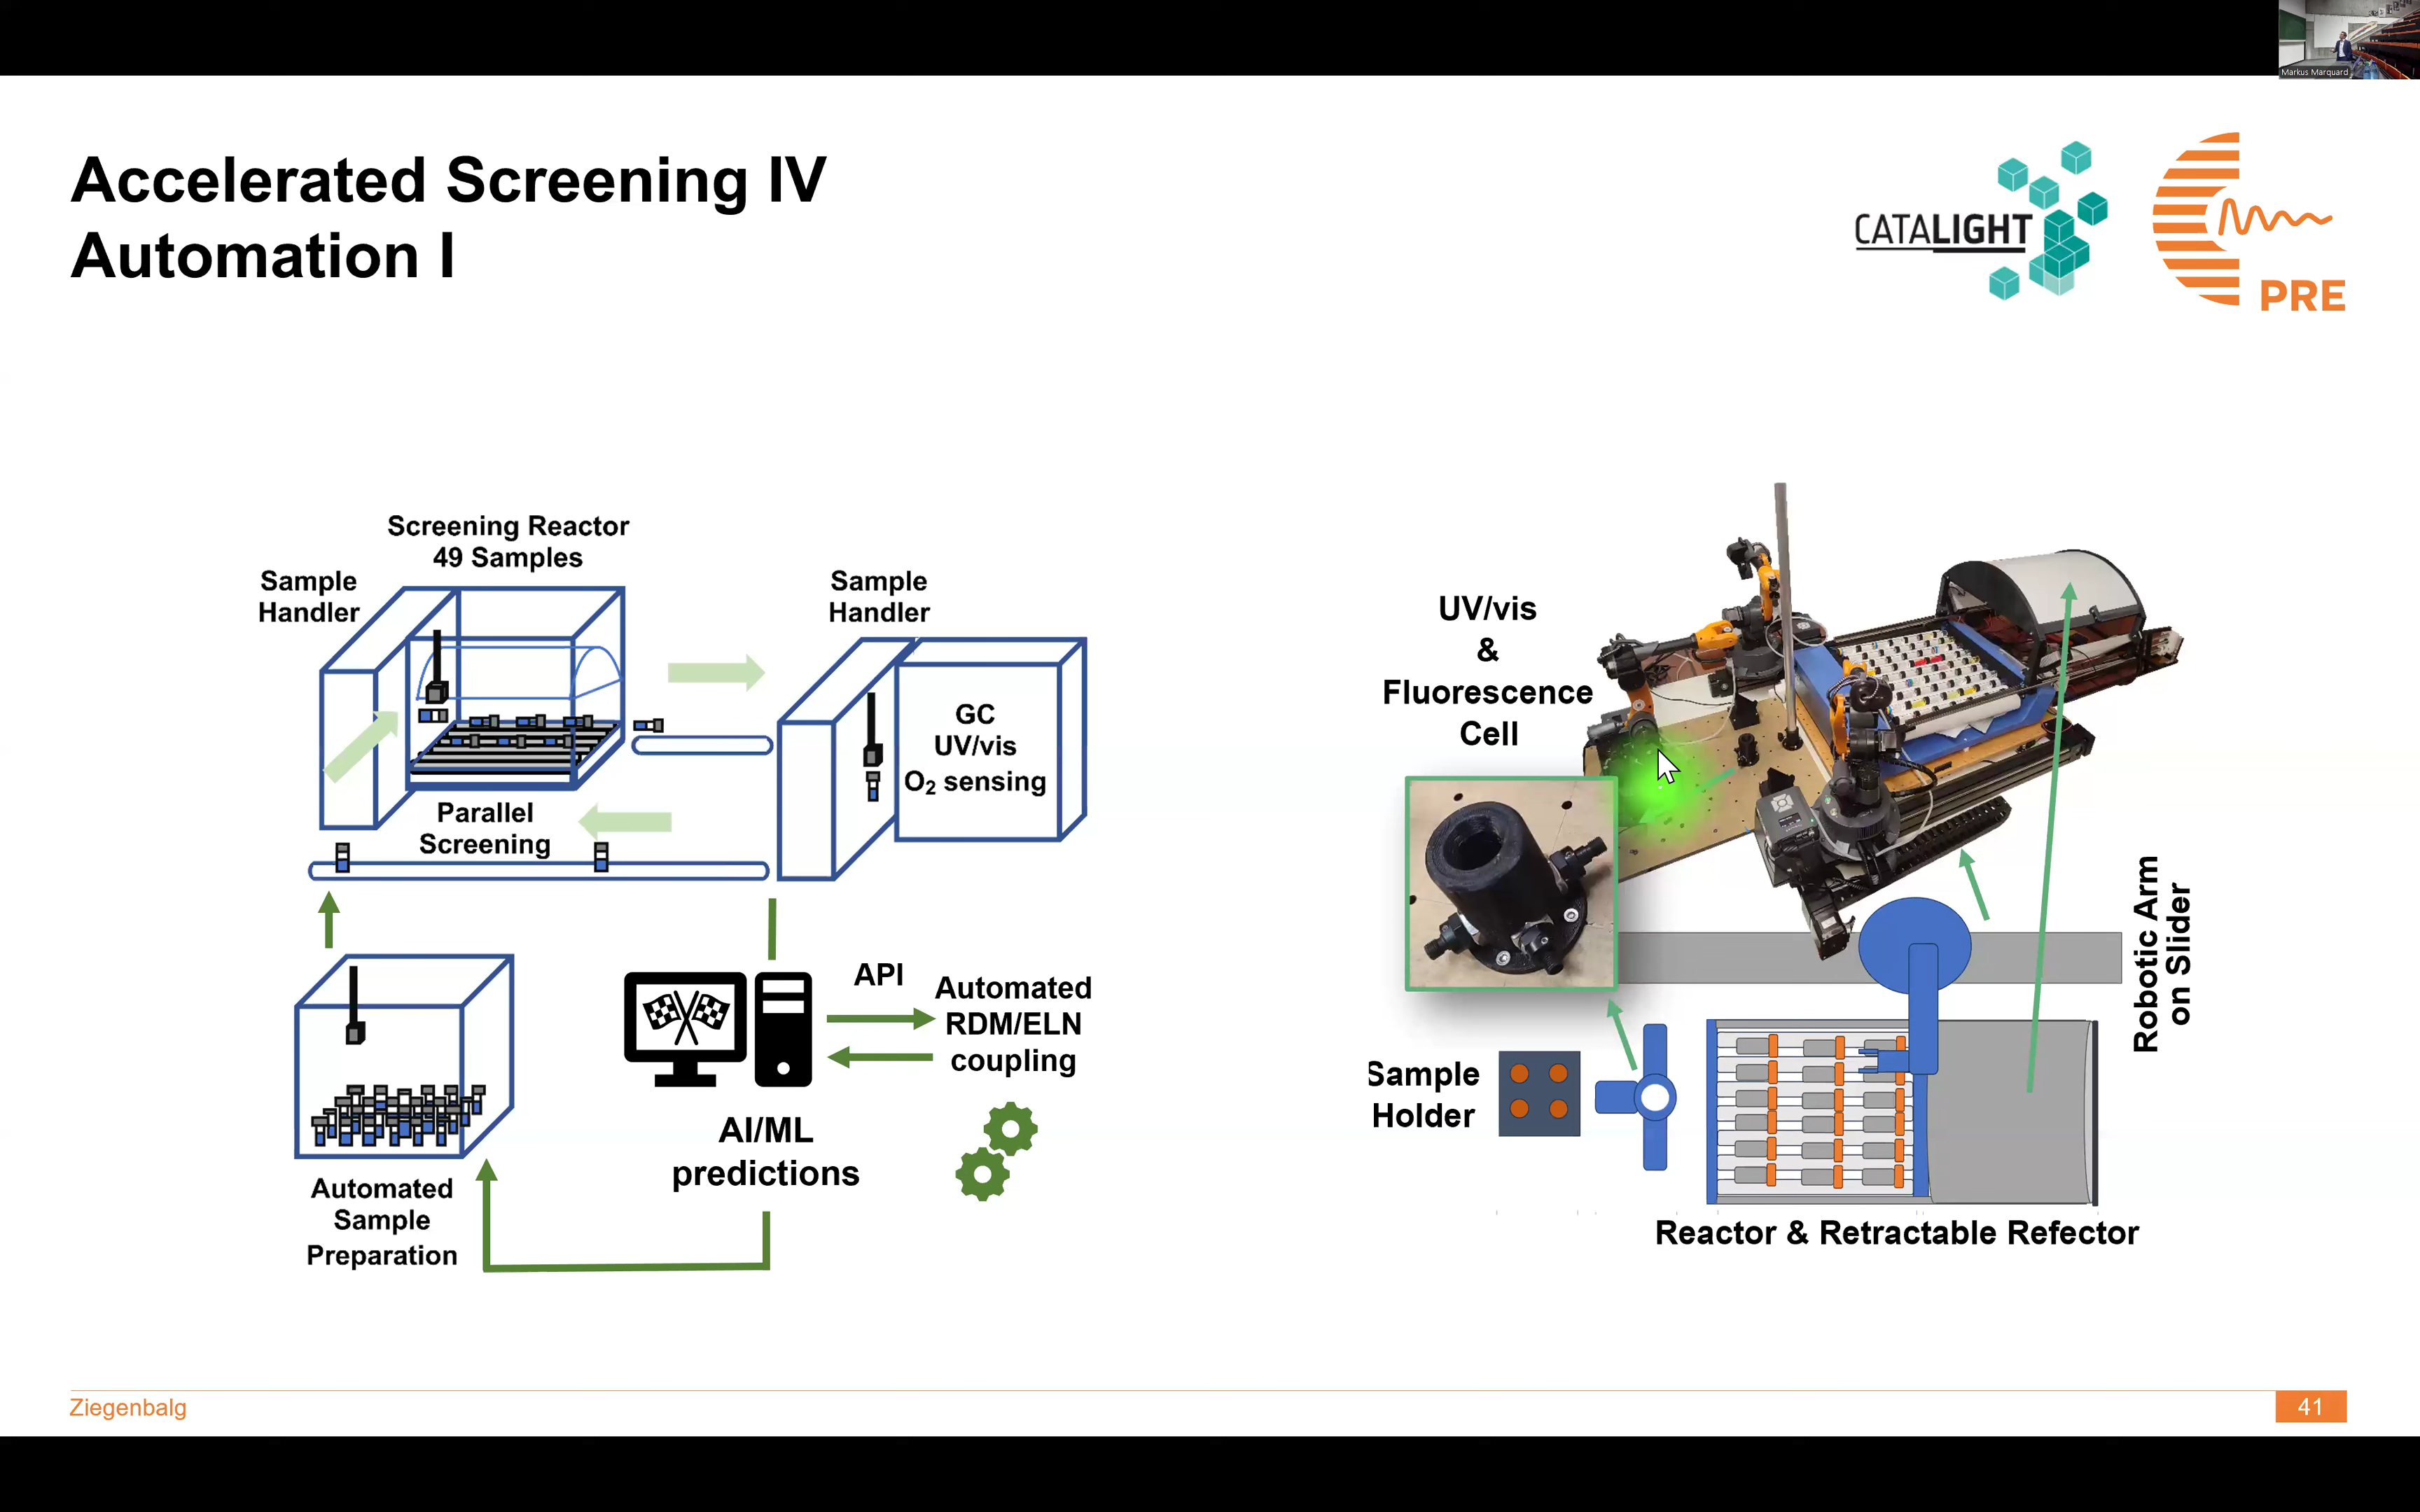 Markus Marquard
Accelerated Screening IV
Automation I
CATALIGHT
PRE
Screening Reactor
49 Samples
Sample
Handler
Sample
Handler
GC
UV/vis
O₂ sensing
Parallel
Screening
API
Automated
RDM/ELN
coupling
AI/ML
predictions
Automated
Sample
Preparation
UV/vis
&
Fluorescence
Cell
Robotic Arm
on Slider
Sample
Holder
Reactor & Retractable Refector
Ziegenbalg
41